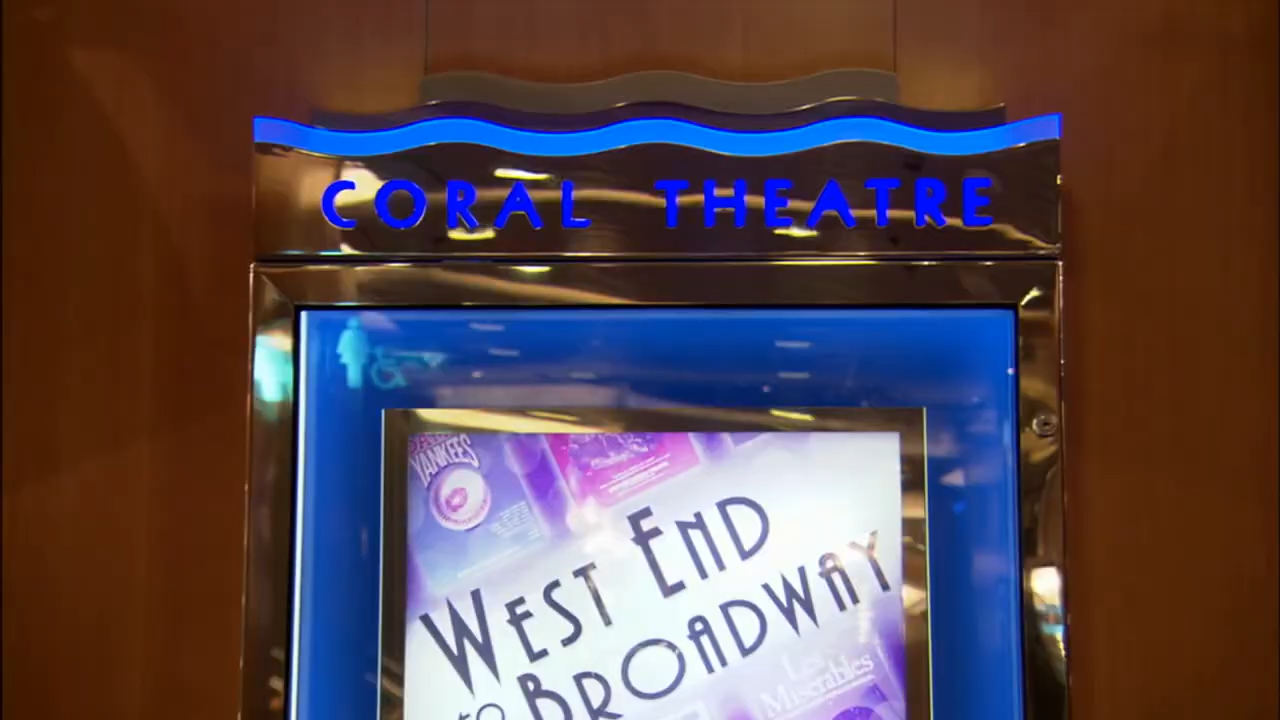 CORAL THEATRE
YANKEES
WEST END
TO BROADWAY
Les
Misérables